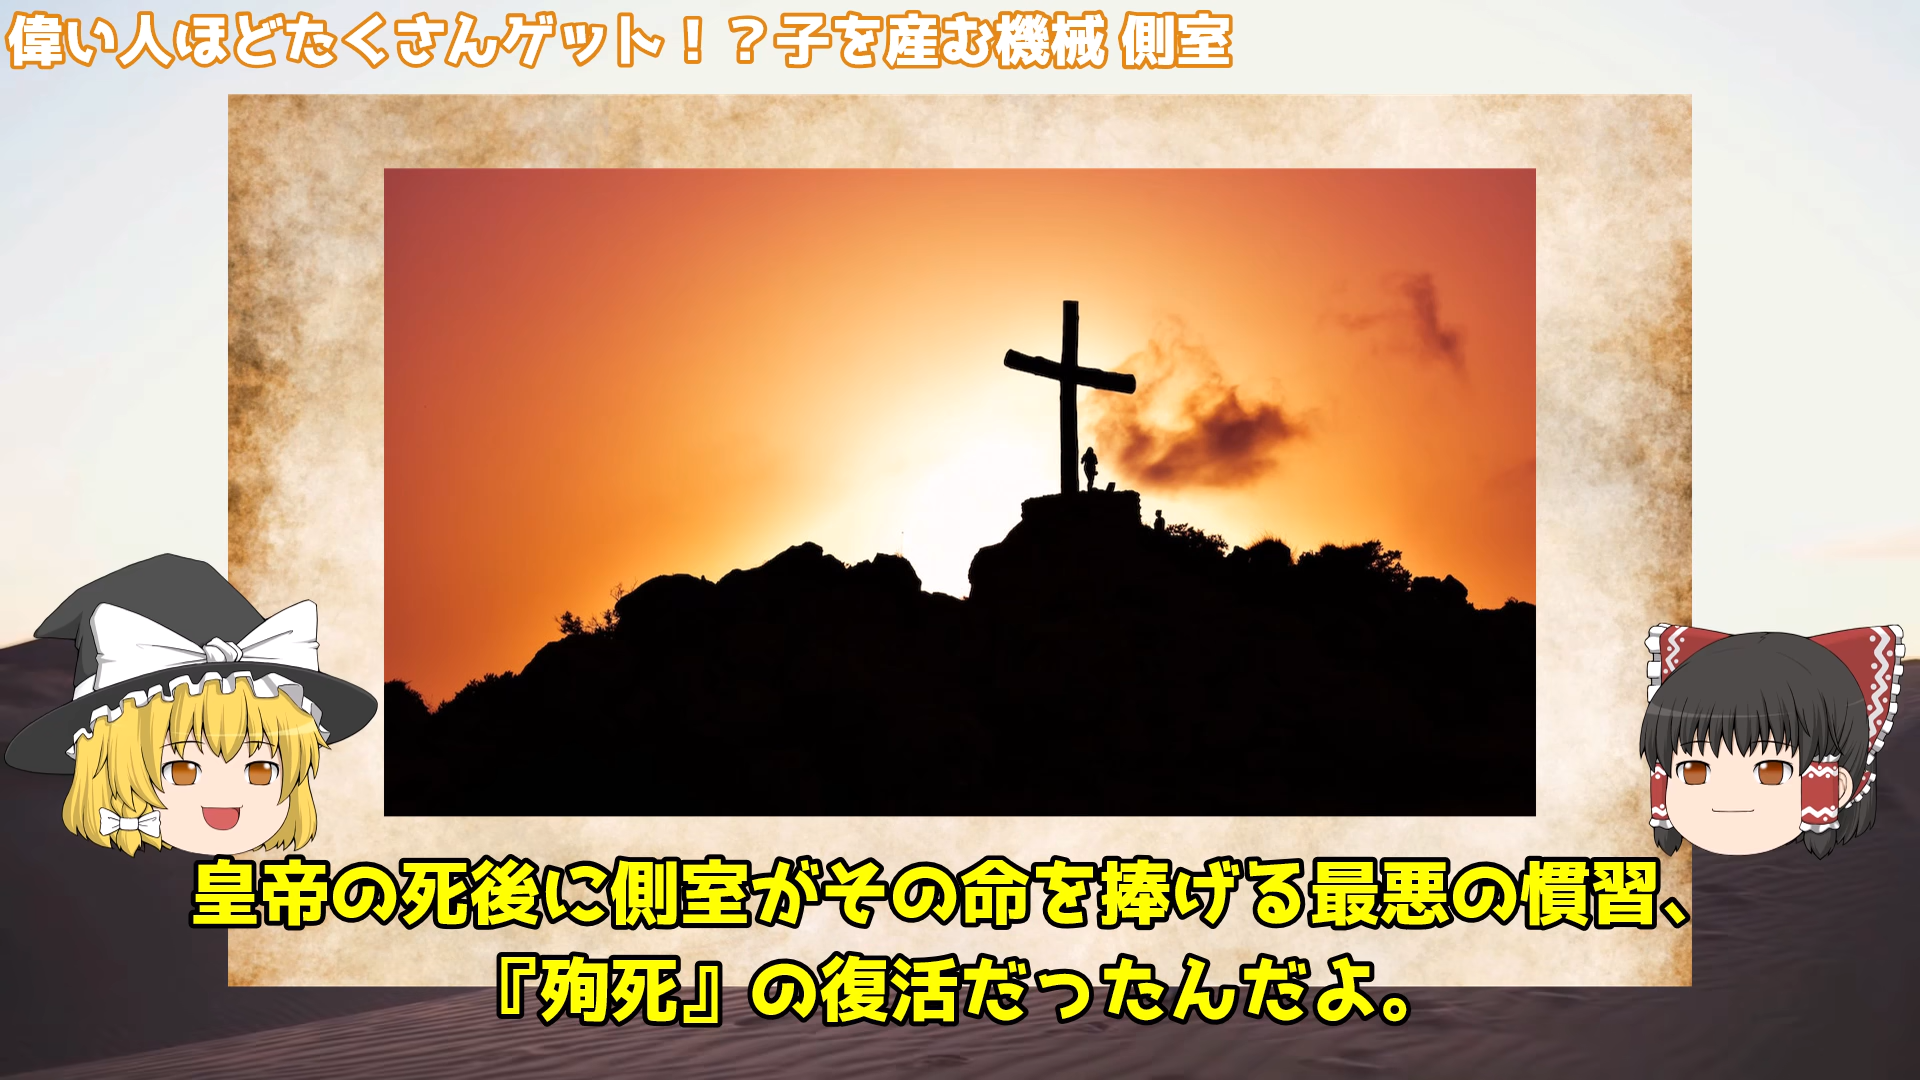 偉い人ほどたくさんゲット！？子を産む機械 側室
皇帝の死後に側室がその命を捧げる最悪の慣習、
『殉死』の復活だったんだよ。